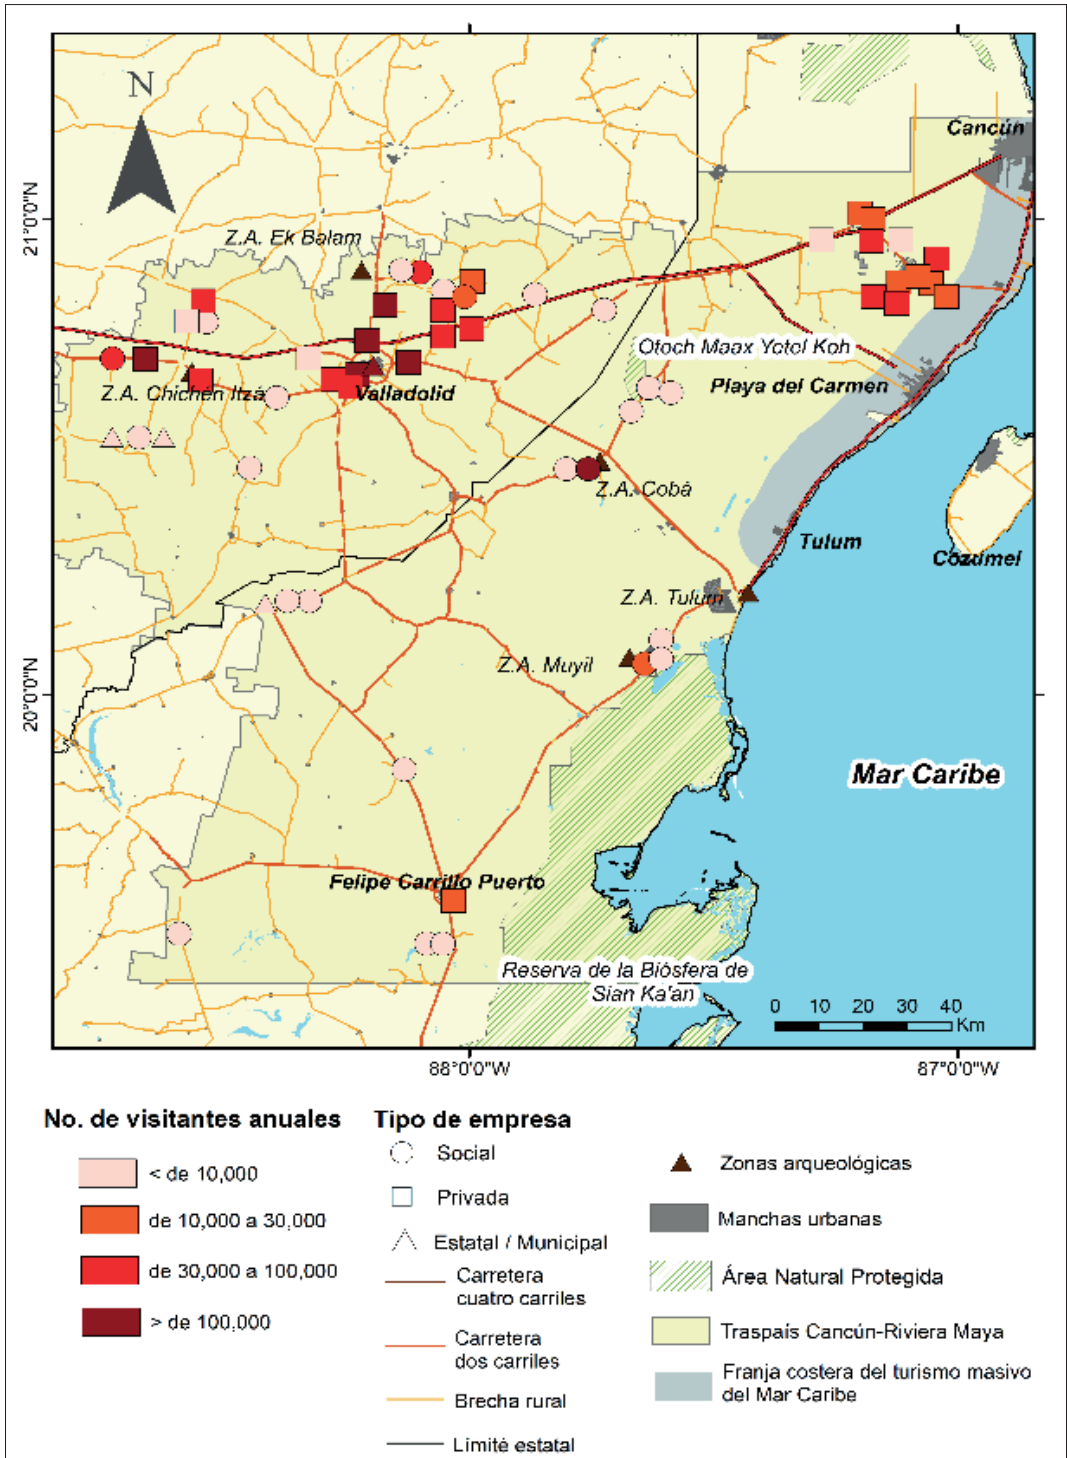 N
Cancún
21°0'0"N
Z.A. Ek Balam
Otoch Maax Yetel Koh
Playa del Carmen
Z.A. Chichén Itzá
Valladolid
Z.A. Cobá
Tulum
Cozumel
Z.A. Tulum
Z.A. Muyil
20°0'0"N
Mar Caribe
Felipe Carrillo Puerto
Reserva de la Biósfera de
Sian Ka'an
0 10 20 30 40
Km
88°0'0"W
87°0'0"W
No. de visitantes anuales
< de 10,000
de 10,000 a 30,000
de 30,000 a 100,000
> de 100,000
Tipo de empresa
Social
Privada
Estatal / Municipal
Carretera
cuatro carriles
Carretera
dos carriles
Brecha rural
Limité estatal
Zonas arqueológicas
Manchas urbanas
Área Natural Protegida
Traspaís Cancún-Riviera Maya
Franja costera del turismo masivo
del Mar Caribe